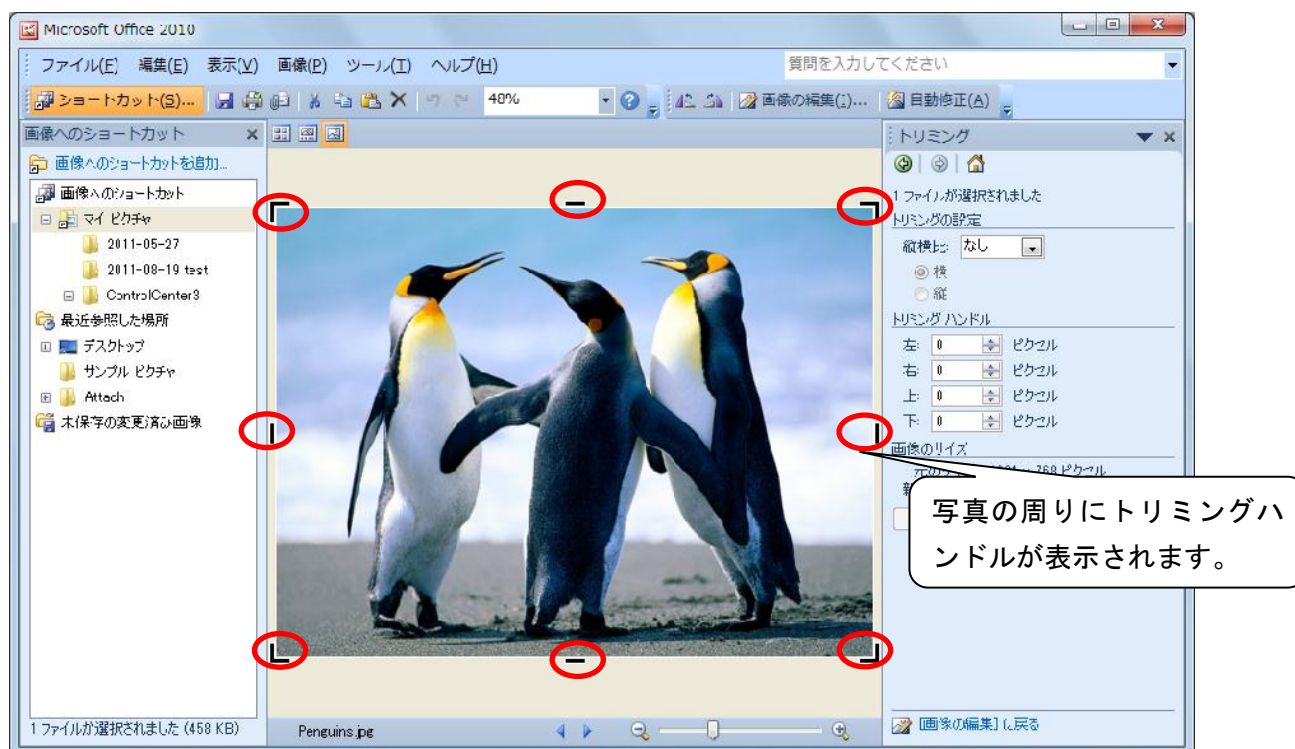 Microsoft Office 2010
ファイル(F) 編集(E) 表示(V) 画像(P) ツール(T) ヘルプ(H) 質問を入力してください
ショートカット(S)... 40% 画像の編集(I)... 自動修正(A)
画像へのショートカット
トリミング
画像へのショートカットを追加...
画像へのショートカット
マイ ピクチャ
2011-05-27
2011-08-19 test
ControlCenter3
最近参照した場所
デスクトップ
サンプル ピクチャ
Attach
未保存の変更済み画像
1 ファイルが選択されました
トリミングの設定
縦横比: なし
横
縦
トリミング ハンドル
左: 0 ピクセル
右: 0 ピクセル
上: 0 ピクセル
下: 0 ピクセル
画像のサイズ
768 ピクセル
写真の周りにトリミングハ
ンドルが表示されます。
1 ファイルが選択されました (458 KB)
Penguins.jpg
[画像の編集] に戻る